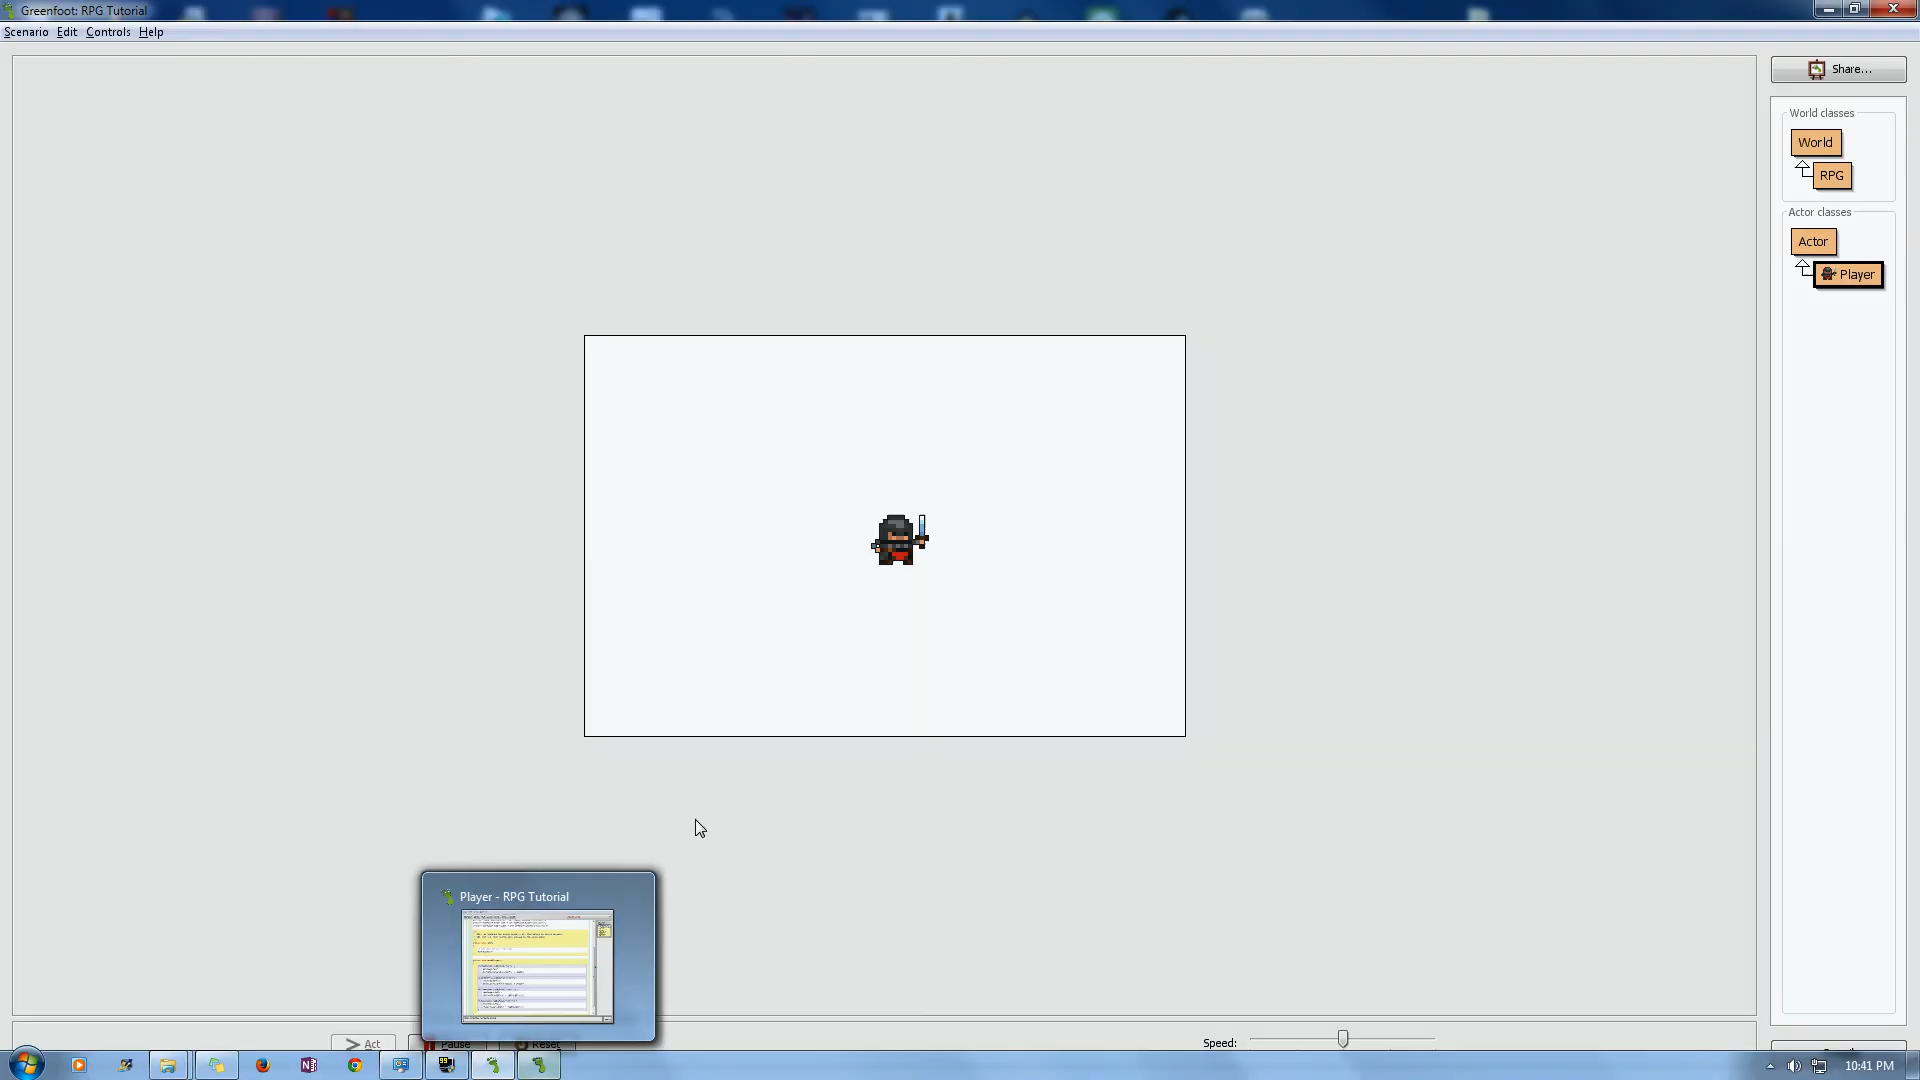 Greenfoot: RPG Tutorial
Scenario Edit Controls Help
Share...
World classes
World
RPG
Actor classes
Actor
Player
Player - RPG Tutorial
Act
Pause
Reset
Speed:
99
10:41 PM